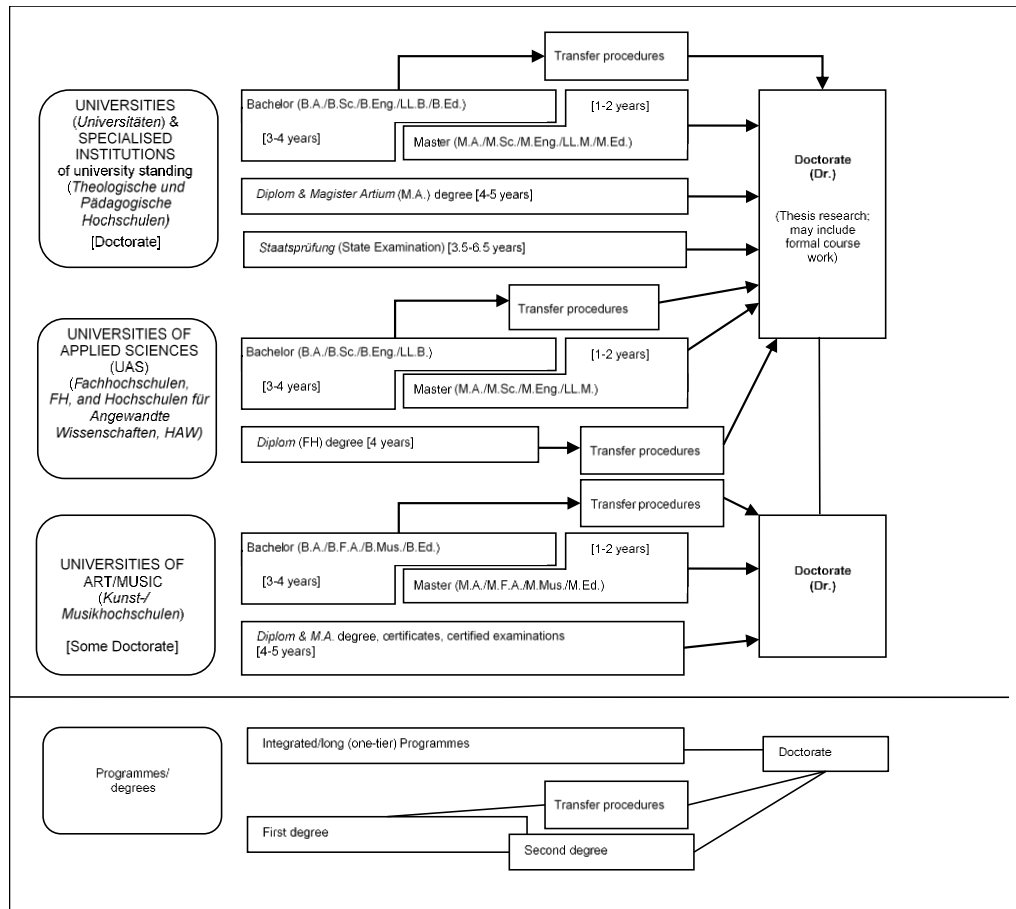 Transfer procedures
UNIVERSITIES
(Universitäten) &
SPECIALISED
INSTITUTIONS
of university standing
(Theologische und
Pädagogische
Hochschulen)
[Doctorate]
Bachelor (B.A./B.Sc./B.Eng./LL.B./B.Ed.)
[3-4 years]
[1-2 years]
Master (M.A./M.Sc./M.Eng./LL.M./M.Ed.)
Diplom & Magister Artium (M.A.) degree [4-5 years]
Staatsprüfung (State Examination) [3.5-6.5 years]
Doctorate
(Dr.)
(Thesis research;
may include
formal course
work)
Transfer procedures
UNIVERSITIES OF
APPLIED SCIENCES
(UAS)
(Fachhochschulen,
FH, and Hochschulen für
Angewandte
Wissenschaften, HAW)
Bachelor (B.A./B.Sc./B.Eng./LL.B.)
[3-4 years]
[1-2 years]
Master (M.A./M.Sc./M.Eng./LL.M.)
Diplom (FH) degree [4 years]
Transfer procedures
Transfer procedures
UNIVERSITIES OF
ART/MUSIC
(Kunst-/
Musikhochschulen)
[Some Doctorate]
Bachelor (B.A./B.F.A./B.Mus./B.Ed.)
[3-4 years]
[1-2 years]
Master (M.A./M.F.A./M.Mus./M.Ed.)
Diplom & M.A. degree, certificates, certified examinations
[4-5 years]
Doctorate
(Dr.)
Programmes/
degrees
Integrated/long (one-tier) Programmes
Doctorate
Transfer procedures
First degree
Second degree